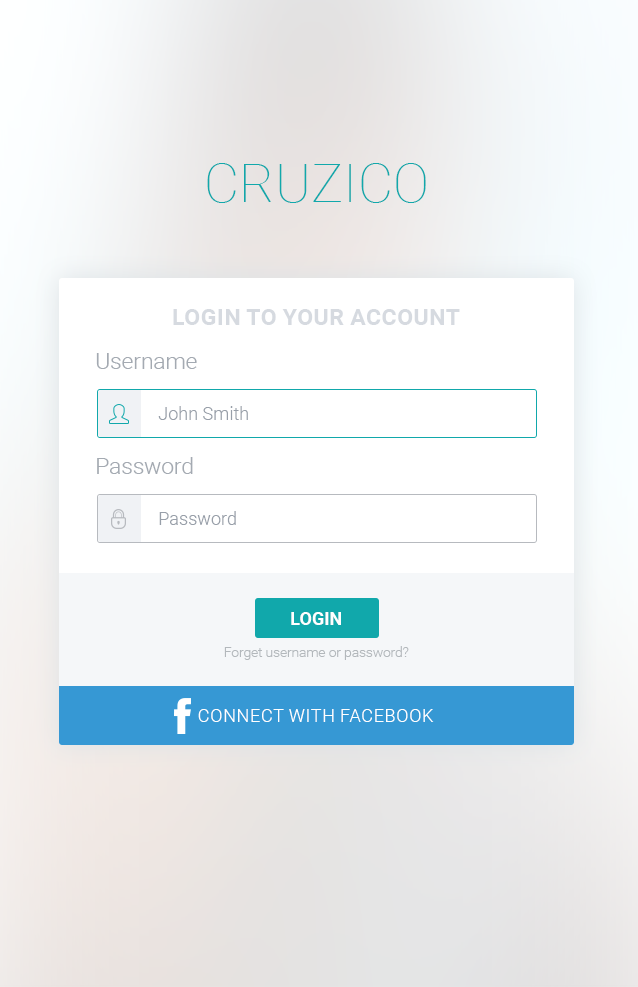 CRUZICO
LOGIN TO YOUR ACCOUNT
Username
John Smith
Password
Password
LOGIN
Forget username or password?
CONNECT WITH FACEBOOK